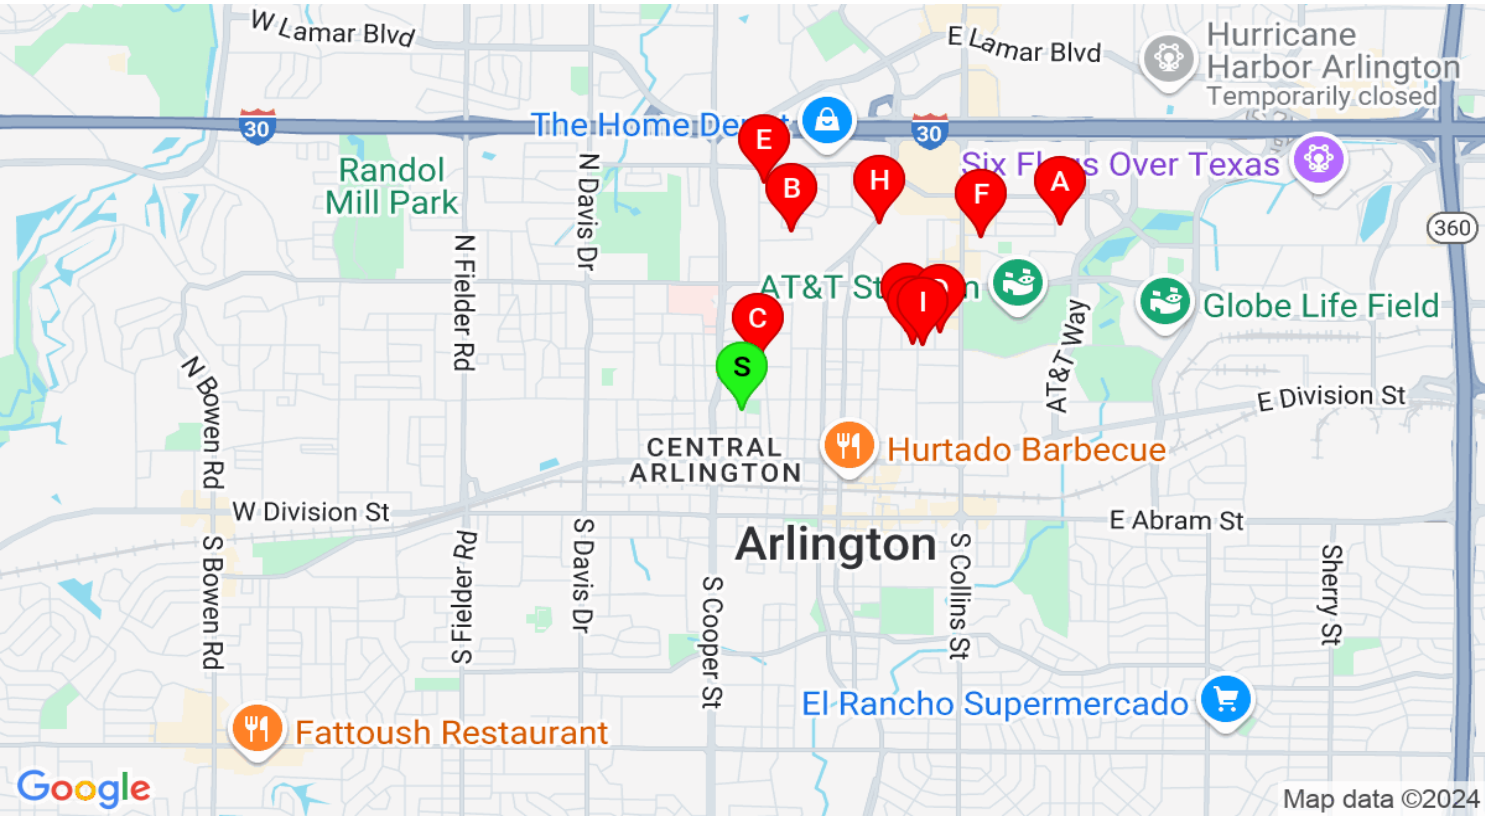 W Lamar Blvd
E Lamar Blvd
Hurricane
Harbor Arlington
Temporarily closed
30
The Home Depot
30
Six Flags Over Texas
E
B
H
F
A
Randol
Mill Park
N Davis Dr
360
N Fielder Rd
AT&T Stadium
I
Globe Life Field
C
S
AT&T Way
N Bowen Rd
E Division St
CENTRAL
ARLINGTON
Hurtado Barbecue
W Division St
E Abram St
Arlington
S Bowen Rd
S Fielder Rd
S Davis Dr
S Cooper St
S Collins St
Sherry St
El Rancho Supermercado
Fattoush Restaurant
Google
Map data ©2024